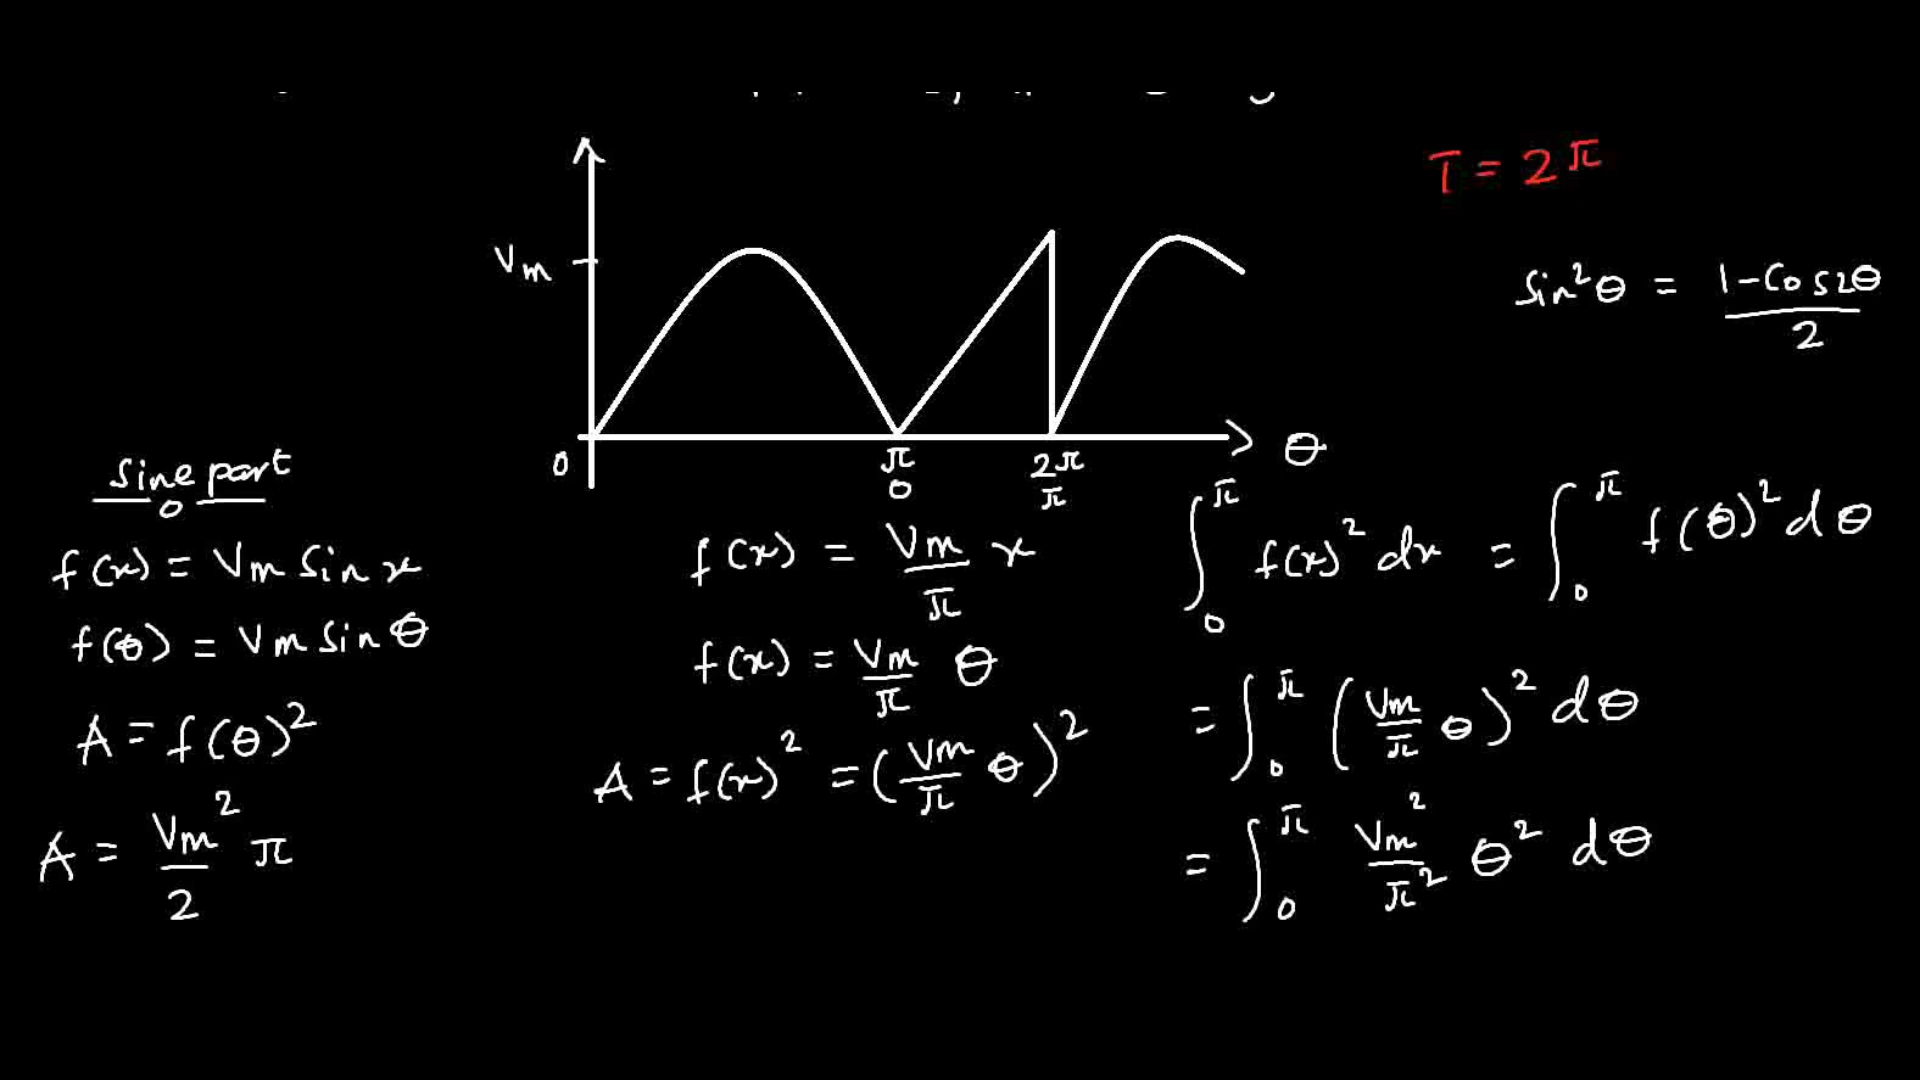 T = 2π
Vm
sin²θ = (1-Cos2θ)/2
0 π 2π θ
0 π
Sine part
0
f(x) = Vm Sin x
f(θ) = Vm Sin θ
A = f(θ)²
A = Vm²/2 π
f(x) = Vm/π x
f(x) = Vm/π θ
A = f(x)² = (Vm/π θ)²
∫₀^π f(x)² dx = ∫₀^π f(θ)² dθ
= ∫₀^π (Vm/π θ)² dθ
= ∫₀^π Vm²/π² θ² dθ